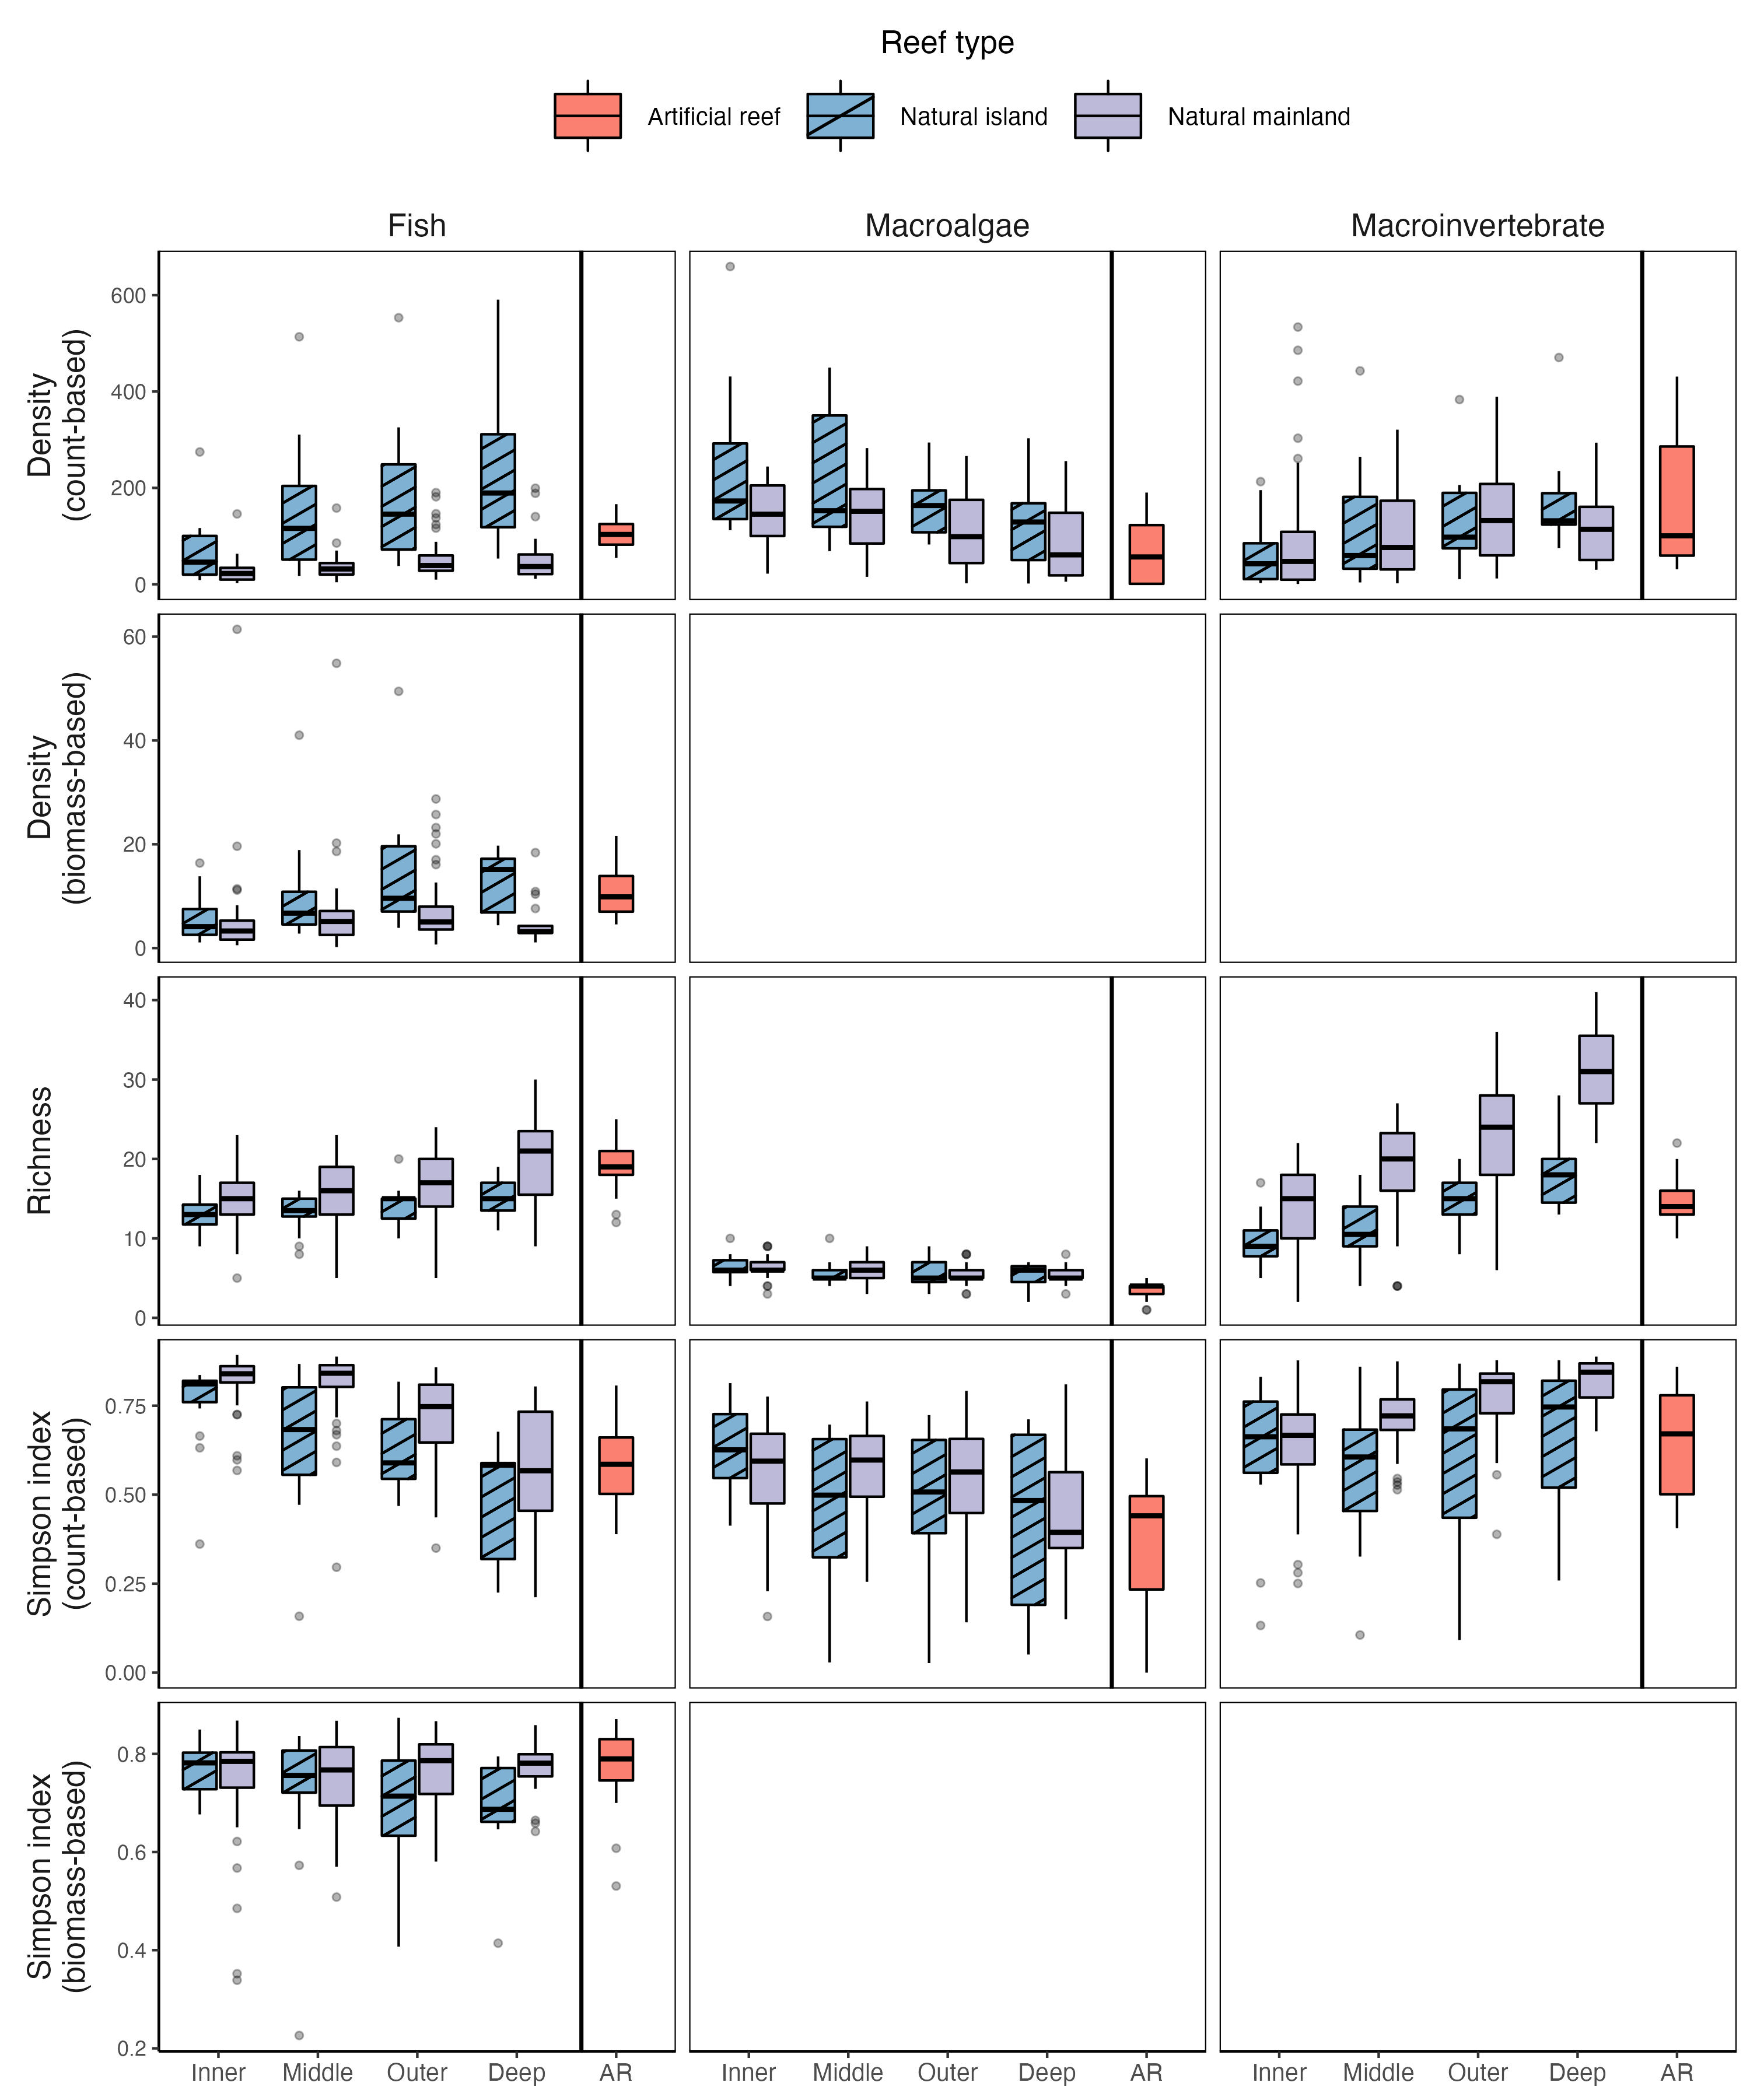 Reef type
Artificial reef Natural island Natural mainland
Fish Macroalgae Macroinvertebrate
Density
(count-based)
600
400
200
0
Density
(biomass-based)
60
40
20
0
Richness
40
30
20
10
0
Simpson index
(count-based)
0.75
0.50
0.25
0.00
Simpson index
(biomass-based)
0.8
0.6
0.4
0.2
Inner Middle Outer Deep AR Inner Middle Outer Deep AR Inner Middle Outer Deep AR